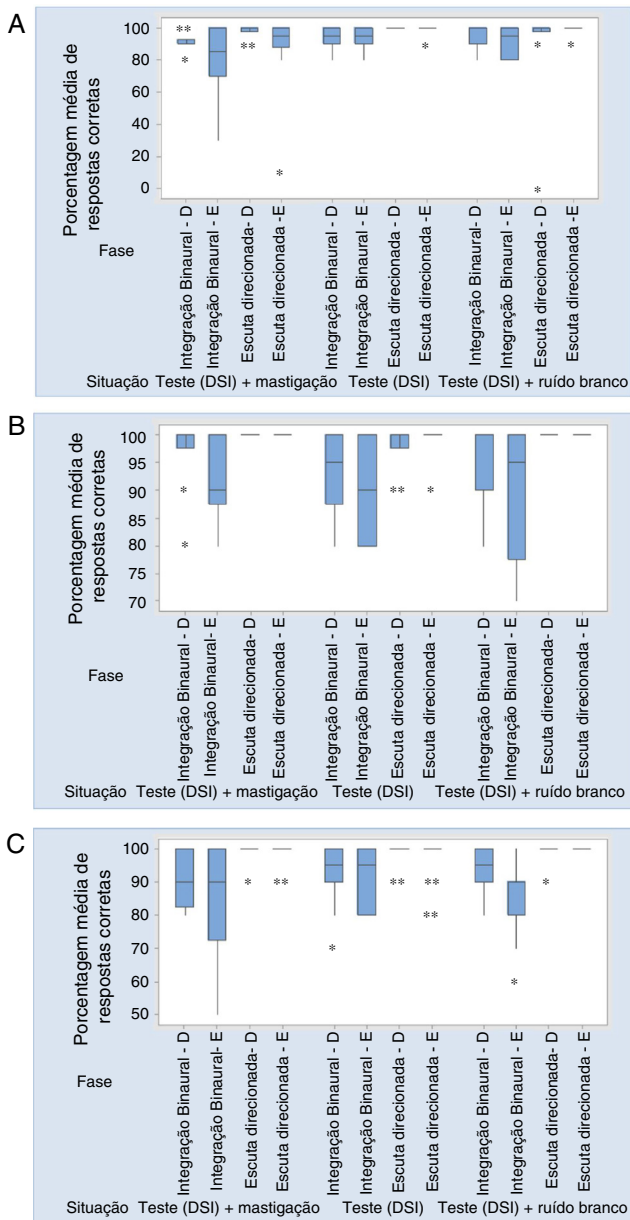 A
Porcentagem média de
respostas corretas
100
80
60
40
20
0
** * ** * * * * * *
Fase
Integração Binaural - D
Integração Binaural - E
Escuta direcionada- D
Escuta direcionada -E
Integração Binaural - D
Integração Binaural - E
Escuta direcionada - D
Escuta direcionada - E
Integração Binaural - D
Integração Binaural - E
Escuta direcionada - D
Escuta direcionada - E
Situação Teste (DSI) + mastigação Teste (DSI) Teste (DSI) + ruído branco
B
Porcentagem média de
respostas corretas
100
95
90
85
80
75
70
* * ** *
Fase
Integração Binaural - D
Integração Binaural- E
Escuta direcionada- D
Escuta direcionada - E
Integração Binaural - D
Integração Binaural - E
Escuta direcionada - D
Escuta direcionada - E
Integração Binaural - D
Integração Binaural - E
Escuta direcionada - D
Escuta direcionada - E
Situação Teste (DSI) + mastigação Teste (DSI) Teste (DSI) + ruído branco
C
Porcentagem média de
respostas corretas
100
90
80
70
60
50
* ** * ** ** ** * *
Fase
Integração Binaural - D
Integração Binaural- E
Escuta direcionada- D
Escuta direcionada - E
Integração Binaural - D
Integração Binaural - E
Escuta direcionada - D
Escuta direcionada - E
Integração Binaural - D
Integração Binaural - E
Escuta direcionada - D
Escuta direcionada - E
Situação Teste (DSI) + mastigação Teste (DSI) Teste (DSI) + ruído branco